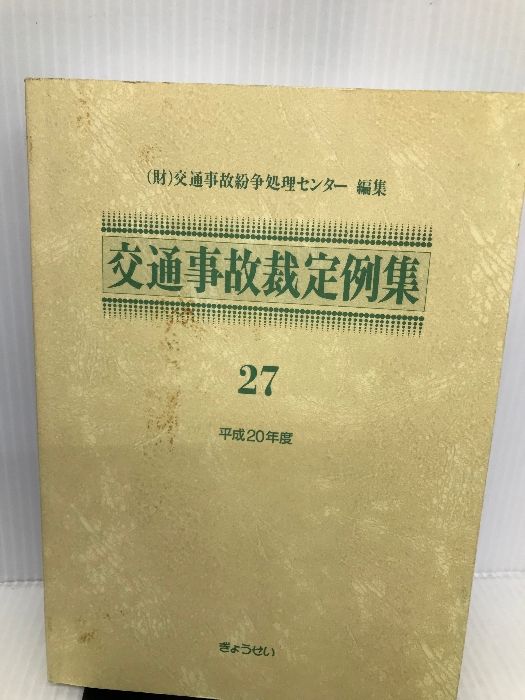 (財)交通事故紛争処理センター 編集
交通事故裁定例集
27
平成20年度
ぎょうせい